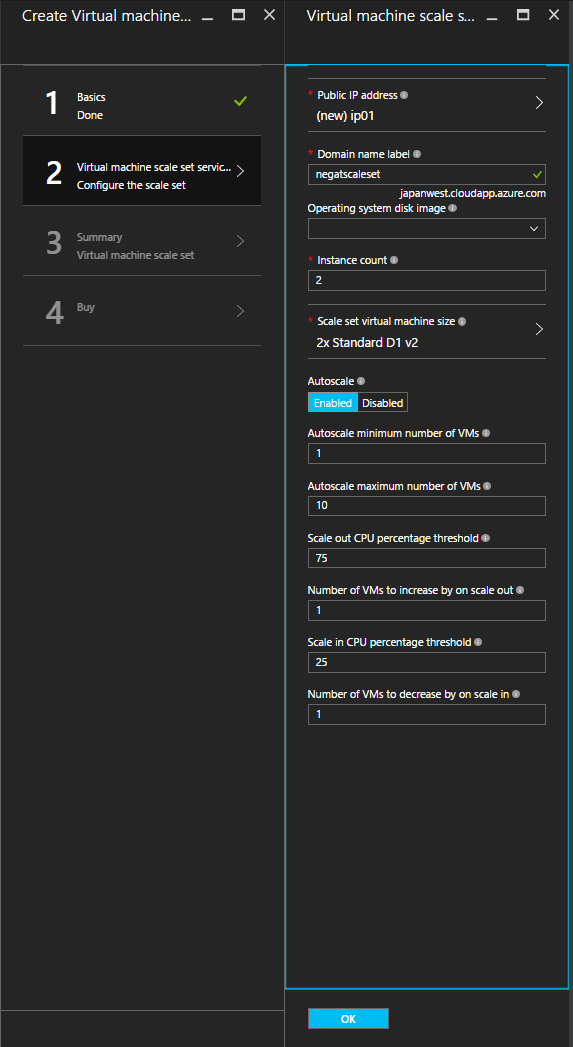 Create Virtual machine...
1
Basics
Done
2
Virtual machine scale set servic...
Configure the scale set
3
Summary
Virtual machine scale set
4
Buy
Virtual machine scale s...
* Public IP address
(new) ip01
* Domain name label
negatscaleset
japanwest.cloudapp.azure.com
Operating system disk image
* Instance count
2
* Scale set virtual machine size
2x Standard D1 v2
Autoscale
Enabled Disabled
Autoscale minimum number of VMs
1
Autoscale maximum number of VMs
10
Scale out CPU percentage threshold
75
Number of VMs to increase by on scale out
1
Scale in CPU percentage threshold
25
Number of VMs to decrease by on scale in
1
OK